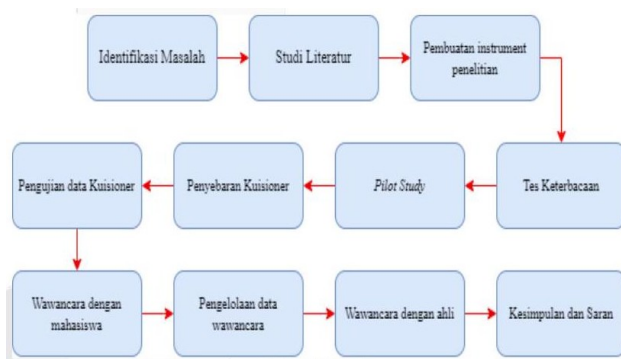 Identifikasi Masalah
Studi Literatur
Pembuatan instrument
penelitian
Tes Keterbacaan
Pilot Study
Penyebaran Kuisioner
Pengujian data Kuisioner
Wawancara dengan
mahasiswa
Pengelolaan data
wawancara
Wawancara dengan ahli
Kesimpulan dan Saran